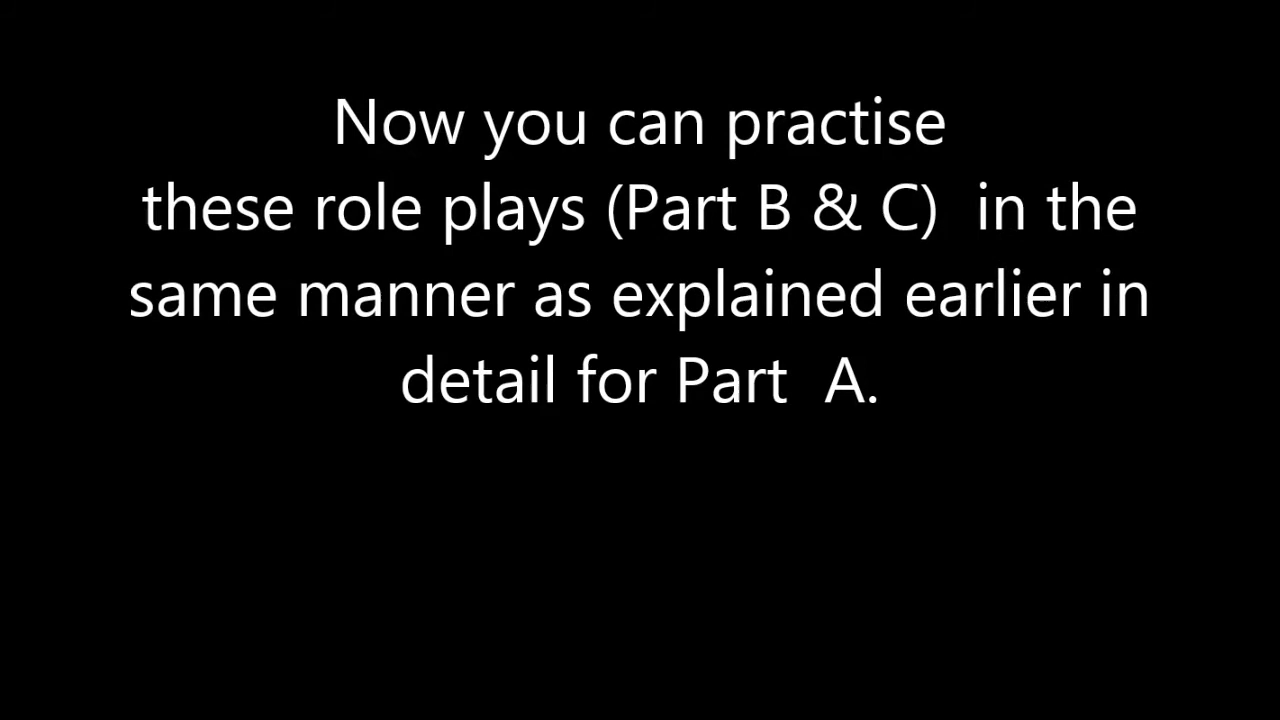 Now you can practise
these role plays (Part B & C)  in the
same manner as explained earlier in
detail for Part  A.